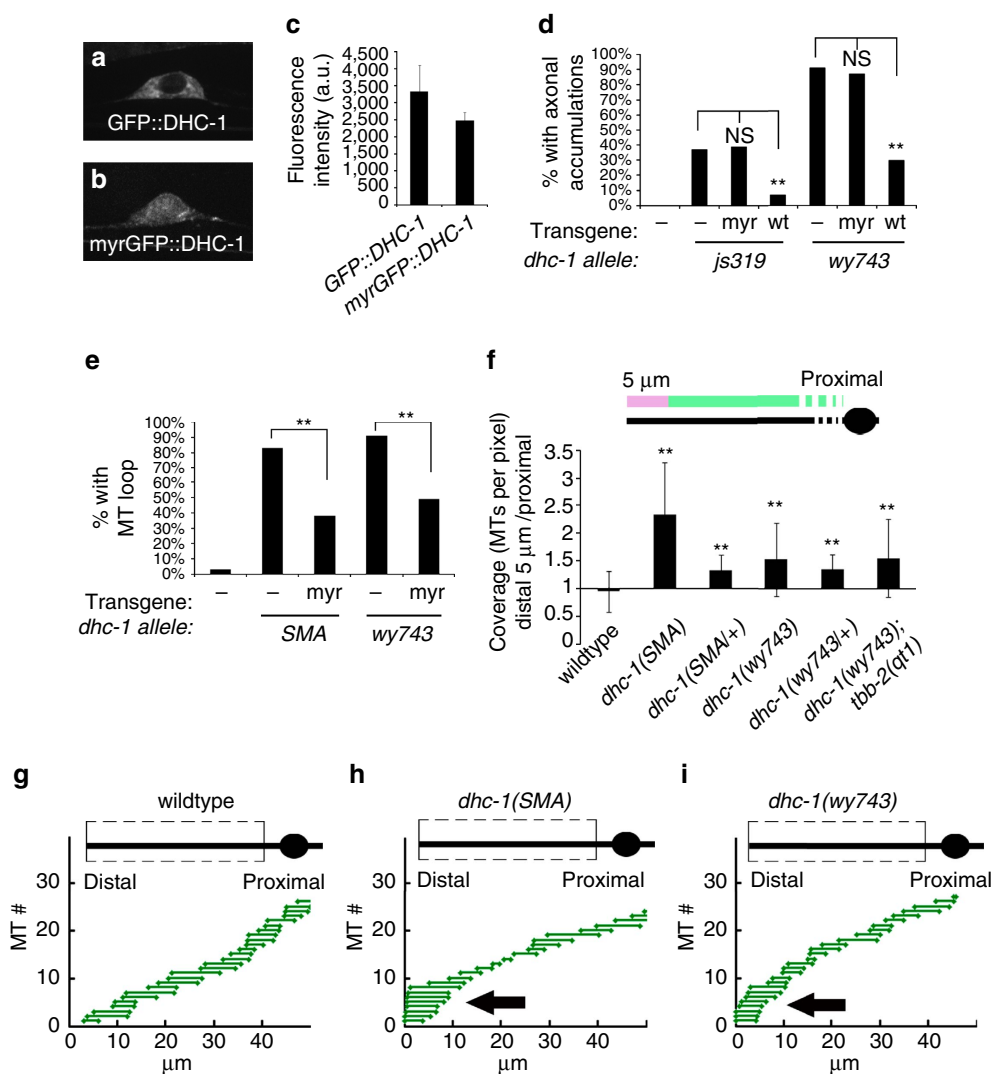 a
GFP::DHC-1
b
myrGFP::DHC-1
c
Fluorescence
intensity (a.u.)
4,500
4,000
3,500
3,000
2,500
2,000
1,500
1,000
500
0
GFP::DHC-1
myrGFP::DHC-1
d
% with axonal
accumulations
100%
90%
80%
70%
60%
50%
40%
30%
20%
10%
0%
NS
**
NS
**
Transgene: – – myr wt – myr wt
dhc-1 allele: js319 wy743
e
% with
MT loop
100%
90%
80%
70%
60%
50%
40%
30%
20%
10%
0%
**
**
Transgene: – – myr – myr
dhc-1 allele: SMA wy743
f
5 μm Proximal
Coverage (MTs per pixel)
distal 5 μm /proximal
3.5
3
2.5
2
1.5
1
0.5
0
**
**
**
**
**
wildtype
dhc-1(SMA)
dhc-1(SMA/+)
dhc-1(wy743)
dhc-1(wy743/+)
dhc-1(wy743);
tbb-2(qt1)
g
wildtype
Distal Proximal
MT #
30
20
10
0
0 10 20 30 40
μm
h
dhc-1(SMA)
Distal Proximal
MT #
30
20
10
0
0 10 20 30 40
μm
i
dhc-1(wy743)
Distal Proximal
MT #
30
20
10
0
0 10 20 30 40
μm